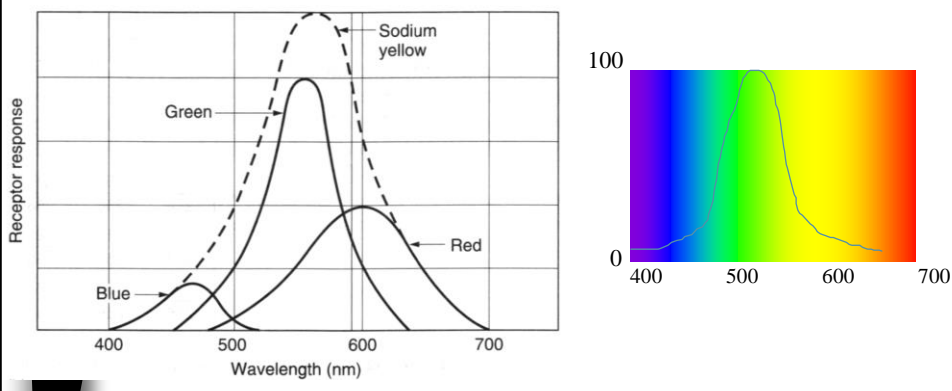 Receptor response
Sodium
yellow
Green
Red
Blue
400 500 600 700
Wavelength (nm)
100
0
400 500 600 700